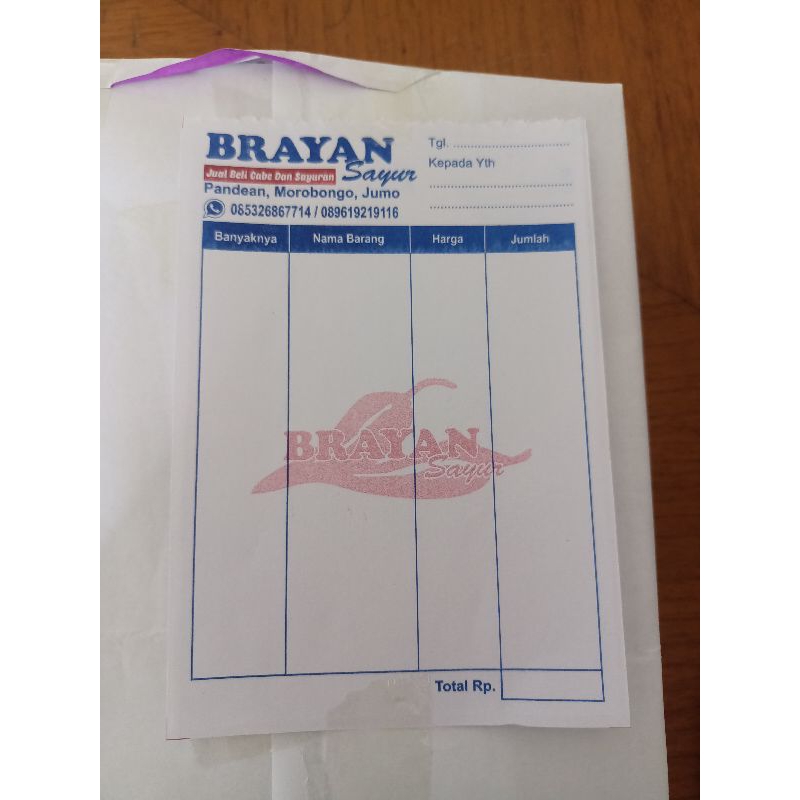 BRAYAN
Sayur
Jual Beli Cabe Dan Sayuran
Pandean, Morobongo, Jumo
085326867714 / 089619219116
Tgl. ................................
Kepada Yth
................................
................................
Banyaknya Nama Barang Harga Jumlah
BRAYAN
Sayur
Total Rp.